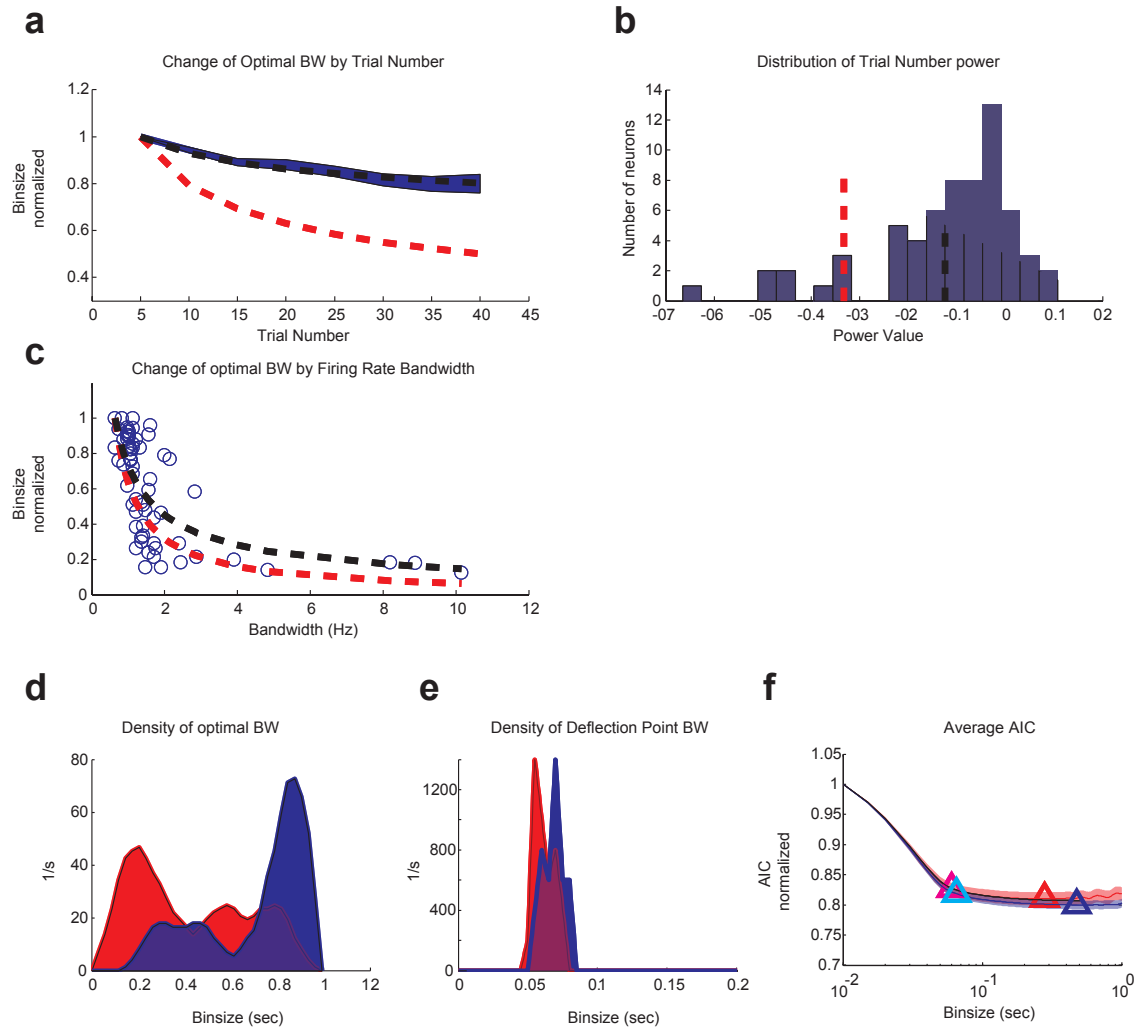 a
Change of Optimal BW by Trial Number
1.2
1
0.8
0.6
0.4
Binsize
normalized
0
5
10
15
20
25
30
35
40
45
Trial Number
b
Distribution of Trial Number power
14
12
10
8
6
4
2
0
Number of neurons
-07
-06
-05
-04
-03
-02
-0.1
0
0.1
02
Power Value
c
Change of optimal BW by Firing Rate Bandwidth
1
0.8
0.6
0.4
0.2
0
Binsize
normalized
0
2
4
6
8
10
12
Bandwidth (Hz)
d
Density of optimal BW
80
60
40
20
0
1/s
0
0.2
0.4
0.6
0.8
1
12
Binsize (sec)
e
Density of Deflection Point BW
1200
800
400
0
1/s
0
0.05
0.1
0.15
0.2
Binsize (sec)
f
Average AIC
1.05
1
0.95
0.9
0.85
0.8
0.75
0.7
AIC
normalized
10-2
10-1
100
Binsize (sec)